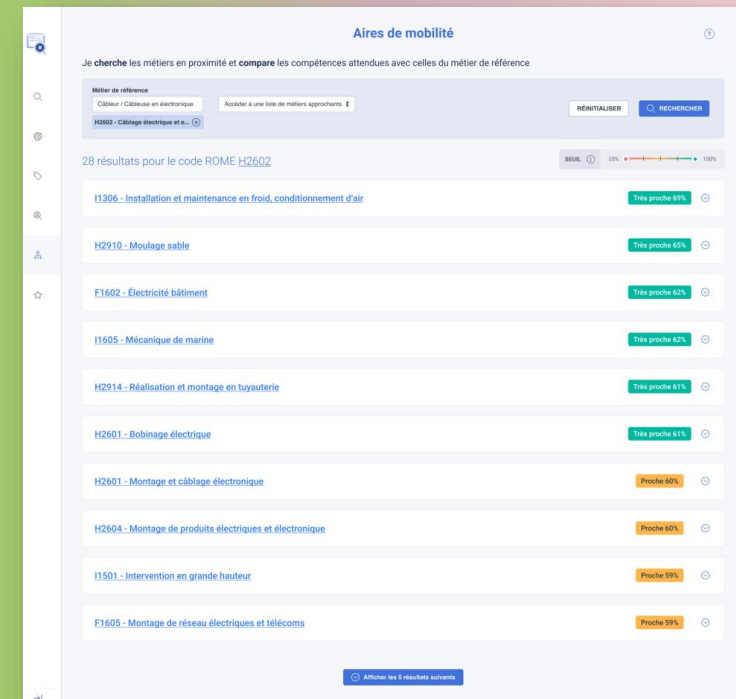 Aires de mobilité
Je cherche les métiers en proximité et compare les compétences attendues avec celles du métier de référence
Métier de référence
Câbleur / Câbleuse en électronique
Accéder à une liste de métiers approchants
RÉINITIALISER
RECHERCHER
H2602 - Câblage électrique et e...
28 résultats pour le code ROME H2602
SEUIL 25% 100%
I1306 - Installation et maintenance en froid, conditionnement d'air
Très proche 69%
H2910 - Moulage sable
Très proche 65%
F1602 - Électricité bâtiment
Très proche 62%
I1605 - Mécanique de marine
Très proche 62%
H2914 - Réalisation et montage en tuyauterie
Très proche 61%
H2601 - Bobinage électrique
Très proche 61%
H2601 - Montage et câblage électronique
Proche 60%
H2604 - Montage de produits électriques et électronique
Proche 60%
I1501 - Intervention en grande hauteur
Proche 59%
F1605 - Montage de réseau électriques et télécoms
Proche 59%
Afficher les 5 résultats suivants